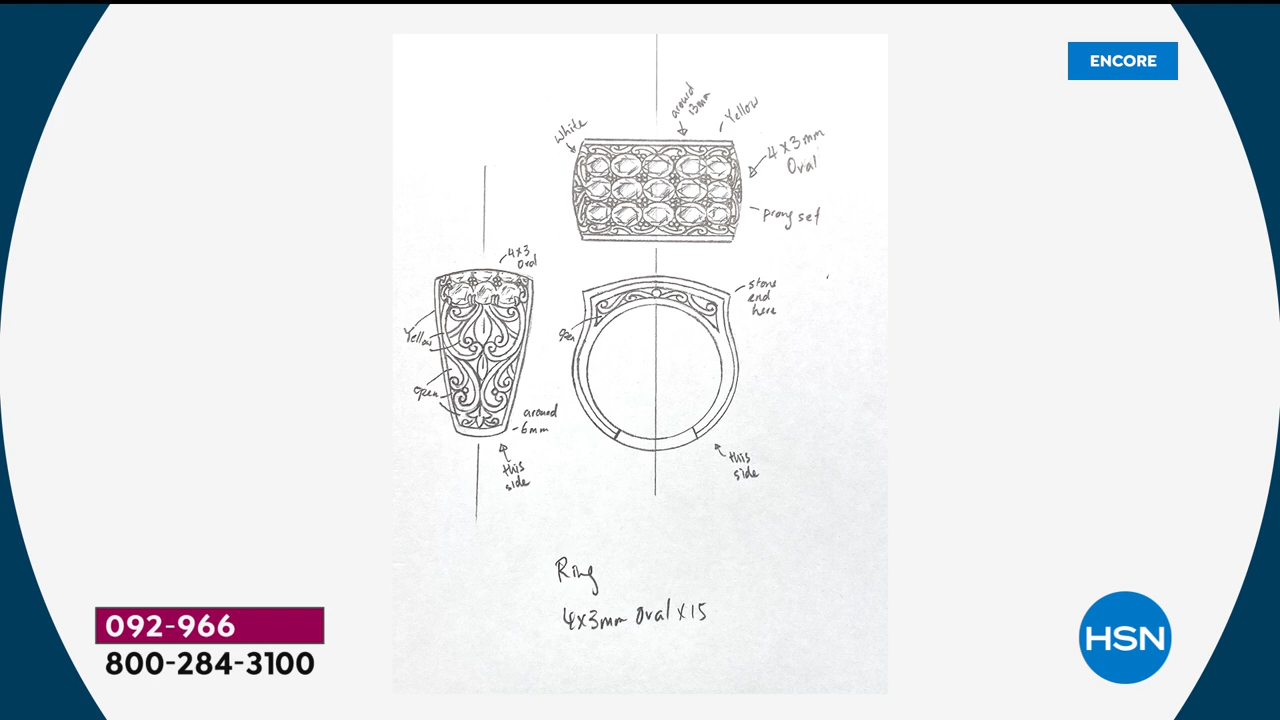 ENCORE
around
13mm
Yellow
White
4x3mm
Oval
prong set
4x3
Oval
stone
end
here
Yellow
open
open
around
6mm
this
side
this
side
Ring
4x3mm Oval x 15
092-966
800-284-3100
HSN